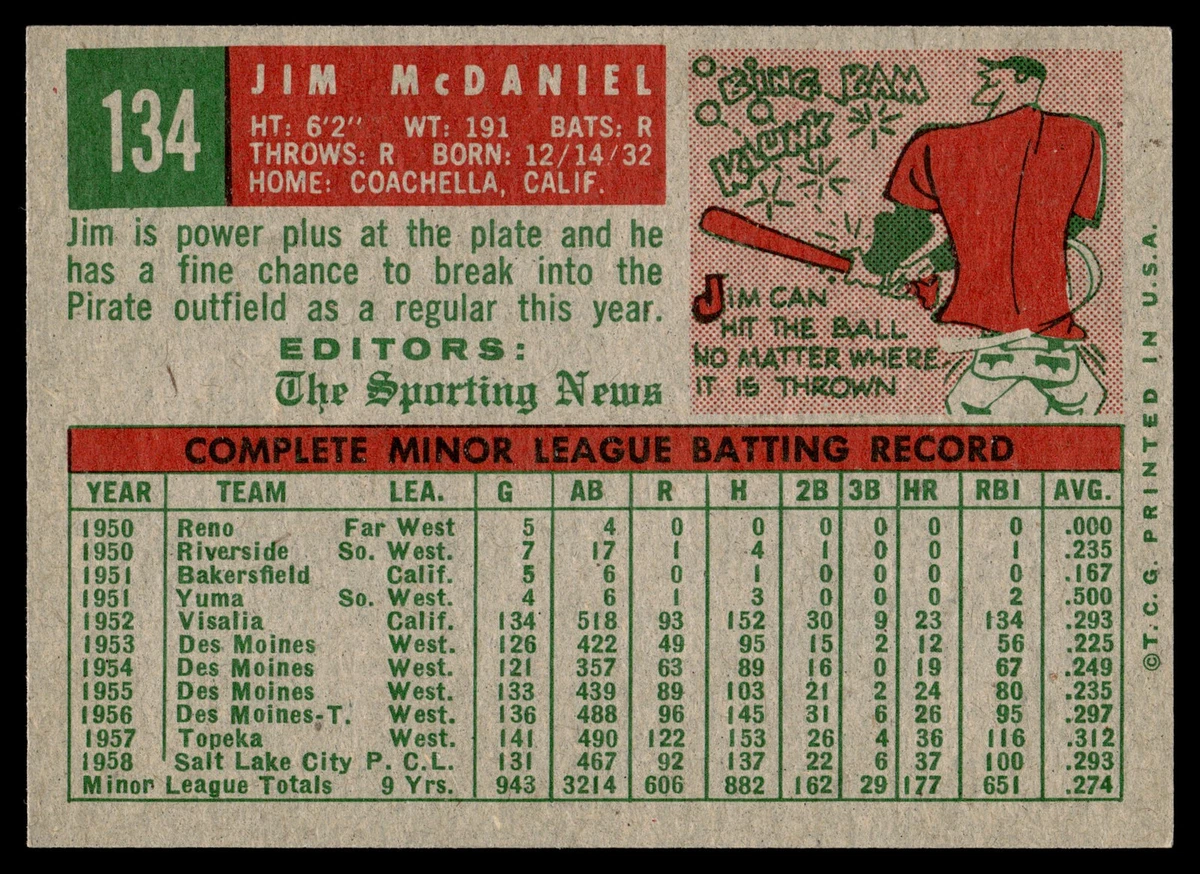 134
JIM McDANIEL
HT: 6'2" WT: 191 BATS: R
THROWS: R BORN: 12/14/32
HOME: COACHELLA, CALIF.
Jim is power plus at the plate and he
has a fine chance to break into the
Pirate outfield as a regular this year.
EDITORS:
The Sporting News
BING BAM
KLONK
JIM CAN
HIT THE BALL
NO MATTER WHERE
IT IS THROWN
COMPLETE MINOR LEAGUE BATTING RECORD
YEAR TEAM LEA. G AB R H 2B 3B HR RBI AVG.
1950 Reno Far West 5 4 0 0 0 0 0 0 .000
1950 Riverside So. West. 7 17 1 4 1 0 0 1 .235
1951 Bakersfield Calif. 5 6 0 1 0 0 0 0 .167
1951 Yuma So. West. 4 6 1 3 0 0 0 2 .500
1952 Visalia Calif. 134 518 93 152 30 9 23 134 .293
1953 Des Moines West. 126 422 49 95 15 2 12 56 .225
1954 Des Moines West. 121 357 63 89 16 0 19 67 .249
1955 Des Moines West. 133 439 89 103 21 2 24 80 .235
1956 Des Moines-T. West. 136 488 96 145 31 6 26 95 .297
1957 Topeka West. 141 490 122 153 26 4 36 116 .312
1958 Salt Lake City P. C. L. 131 467 92 137 22 6 37 100 .293
Minor League Totals 9 Yrs. 943 3214 606 882 162 29 177 651 .274
©T. C. G. PRINTED IN U.S.A.